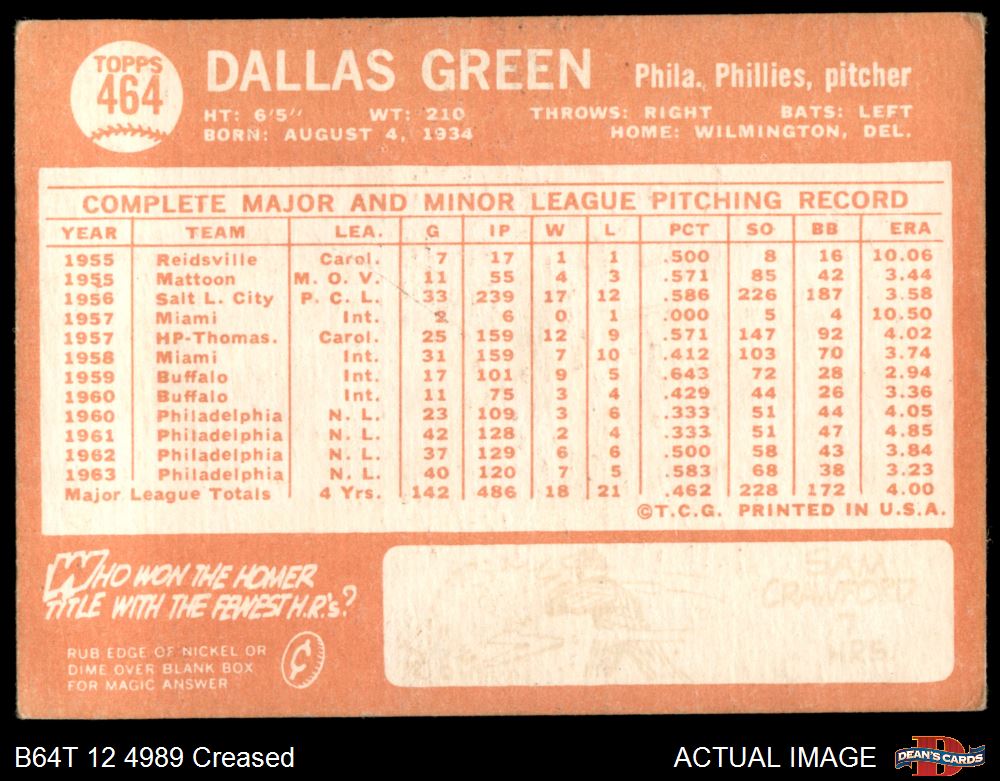 TOPPS
464
DALLAS GREEN Phila. Phillies, pitcher
HT: 6'5" WT: 210 THROWS: RIGHT BATS: LEFT
BORN: AUGUST 4, 1934 HOME: WILMINGTON, DEL.
COMPLETE MAJOR AND MINOR LEAGUE PITCHING RECORD
YEAR TEAM LEA. G IP W L PCT SO BB ERA
1955 Reidsville Carol. 7 17 1 1 .500 8 16 10.06
1955 Mattoon M. O. V. 11 55 4 3 .571 85 42 3.44
1956 Salt L. City P. C. L. 33 239 17 12 .586 226 187 3.58
1957 Miami Int. 2 6 0 1 .000 5 4 10.50
1957 HP-Thomas. Carol. 25 159 12 9 .571 147 92 4.02
1958 Miami Int. 31 159 7 10 .412 103 70 3.74
1959 Buffalo Int. 17 101 9 5 .643 72 28 2.94
1960 Buffalo Int. 11 75 3 4 .429 44 26 3.36
1960 Philadelphia N. L. 23 109 3 6 .333 51 44 4.05
1961 Philadelphia N. L. 42 128 2 4 .333 51 47 4.85
1962 Philadelphia N. L. 37 129 6 6 .500 58 43 3.84
1963 Philadelphia N. L. 40 120 7 5 .583 68 38 3.23
Major League Totals 4 Yrs. 142 486 18 21 .462 228 172 4.00
©T.C.G. PRINTED IN U.S.A.
WHO WON THE HOMER
TITLE WITH THE FEWEST H.R.'s?
RUB EDGE OF NICKEL OR
DIME OVER BLANK BOX
FOR MAGIC ANSWER
SAM
CRAWFORD
7
HRS.
B64T 12 4989 Creased
ACTUAL IMAGE
D
DEAN'S CARDS